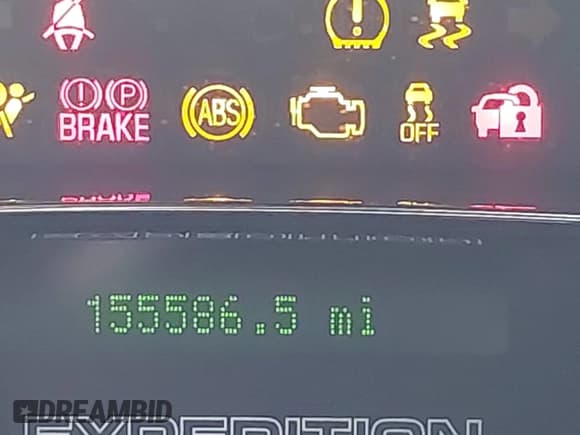 ! P
BRAKE
ABS
OFF
155586.5 mi
DREAMBID
EXPEDITION